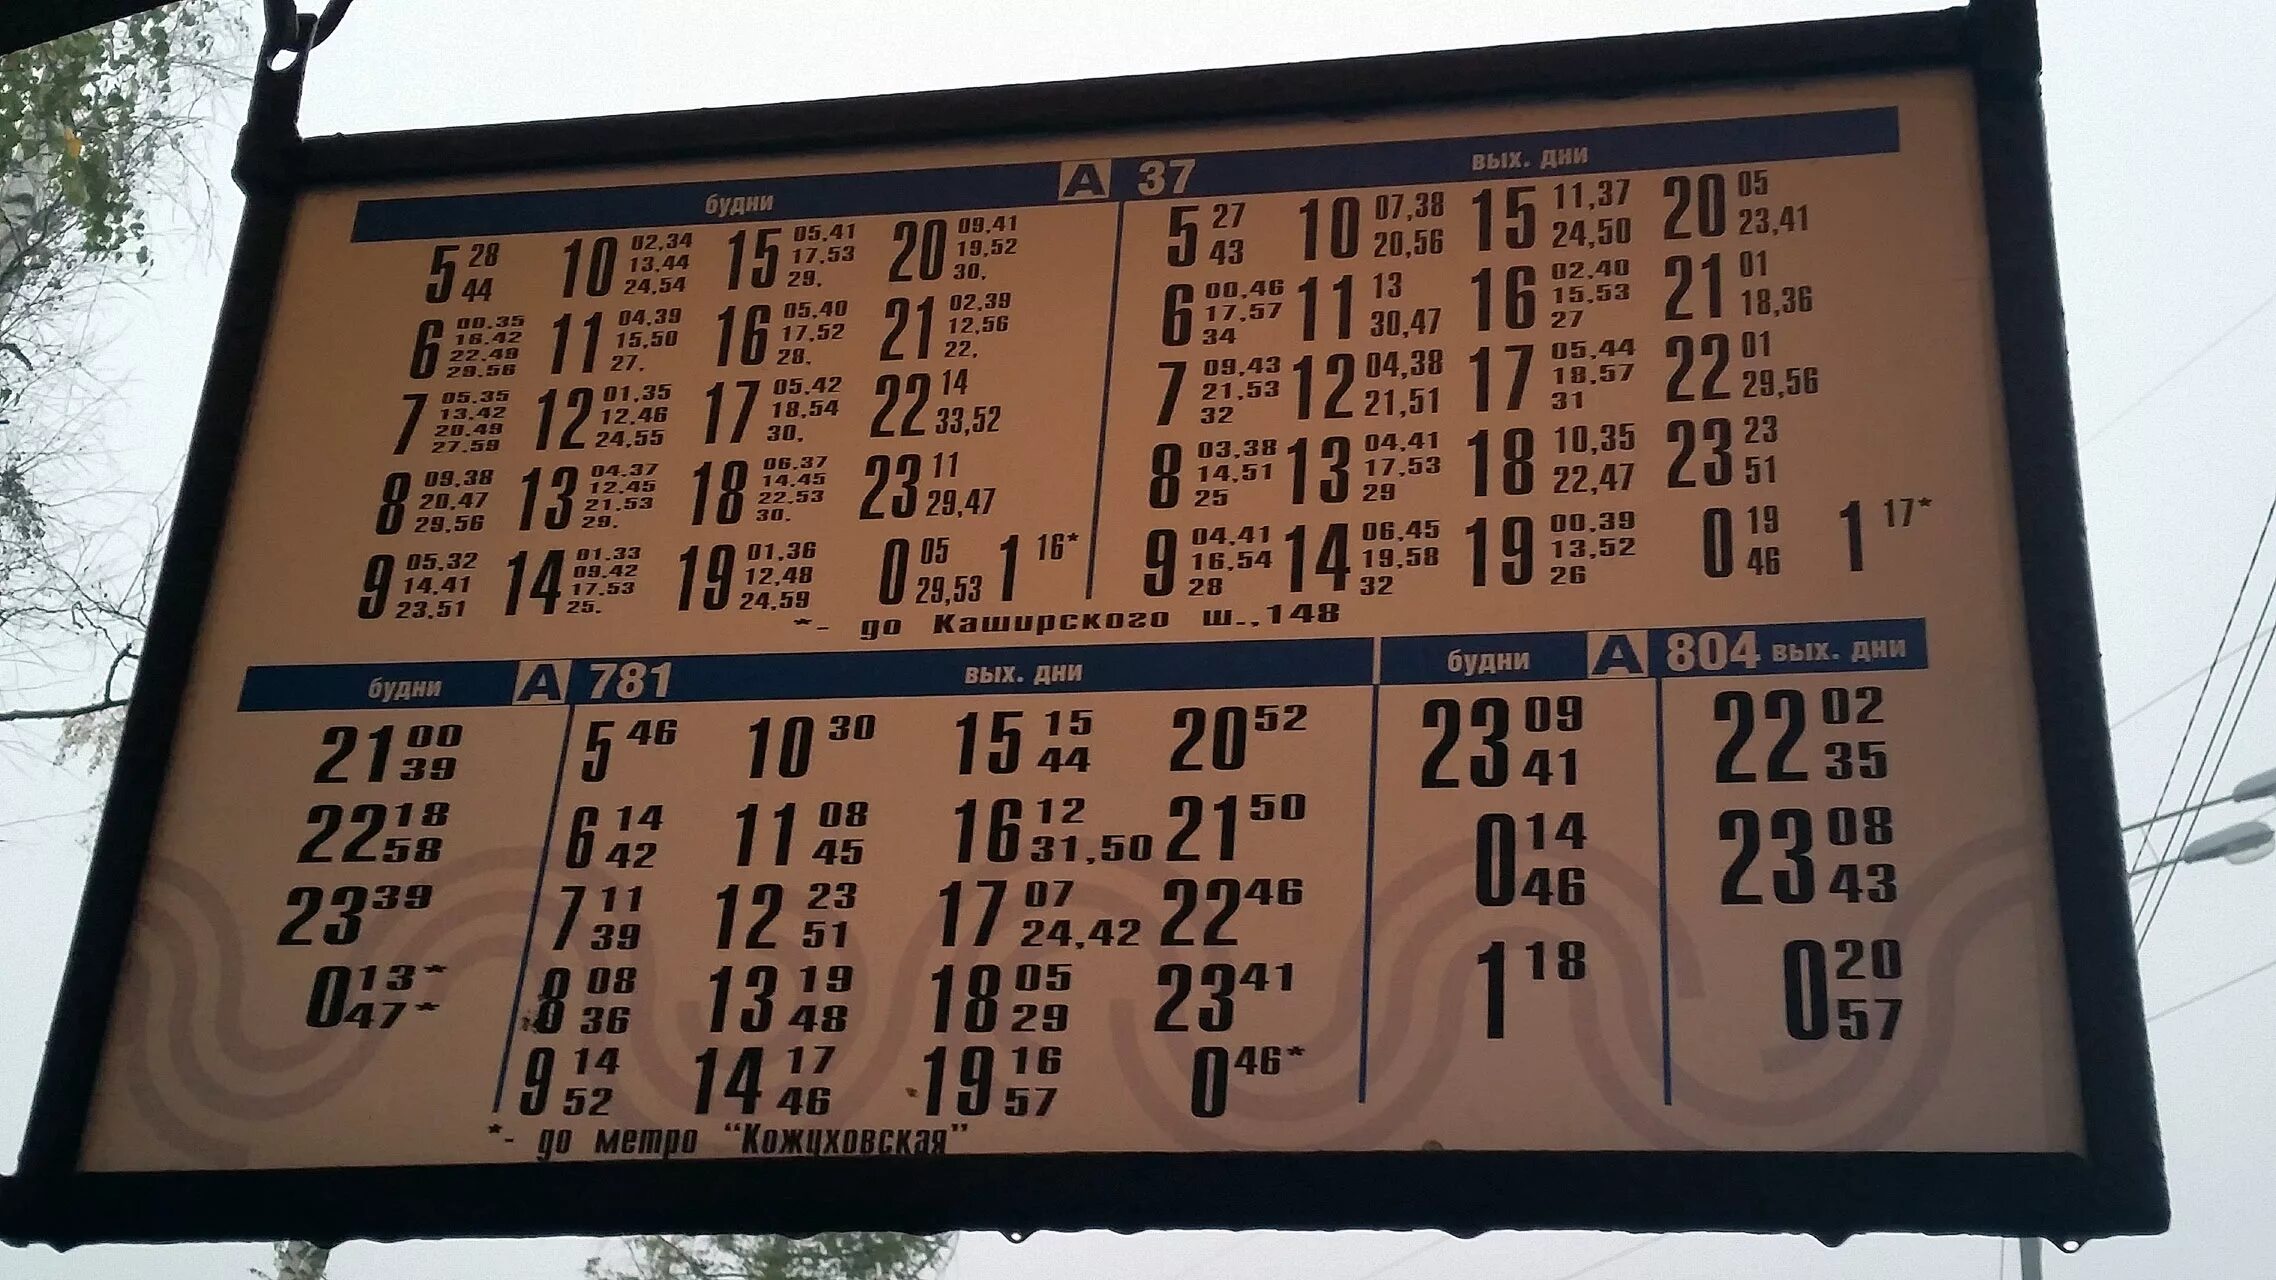 будни А 37 вых. дни
5 28 10 02,34 15 05,41 20 09,41 5 27 10 07,38 15 11,37 20 05
44 13,44 17,53 19,52 43 20,56 24,50 23,41
24,54 29. 30,
6 00,35 11 04,39 16 05,40 21 02,39 6 00,46 11 13 16 02,40 21 01
16,42 15,50 17,52 12,56 17,57 30,47 15,53 18,36
22,49 27. 28. 22, 34 27
29,56
7 05,35 12 01,35 17 05,42 22 14 7 09,43 12 04,38 17 05,44 22 01
13,42 12,46 18,54 33,52 21,53 21,51 18,57 29,56
20,49 24,55 30. 32 31
27,59
8 09,38 13 04,37 18 06,37 23 11 8 03,38 13 04,41 18 10,35 23 23
20,47 12,45 14,45 29,47 14,51 17,53 22,47 51
29,56 21,53 22,53 25 29
29. 30.
9 05,32 14 01,33 19 01,36 0 05 1 16* 9 04,41 14 06,45 19 00,39 0 19 1 17*
14,41 09,42 12,48 29,53 16,54 19,58 13,52 46
23,51 17,53 24,59 28 32 26
25.
*- до Каширского ш.,148
будни А 781 вых. дни будни А 804 вых. дни
21 00 5 46 10 30 15 15 20 52 23 09 22 02
39 44 41 35
22 18 6 14 11 08 16 12 21 50 0 14 23 08
58 42 45 31,50 46 43
23 39 7 11 12 23 17 07 22 46 1 18 0 20
39 51 24,42 57
0 13* 8 08 13 19 18 05 23 41
47* 36 48 29
9 14 14 17 19 16 0 46*
52 46 57
*- до метро "Кожуховская"